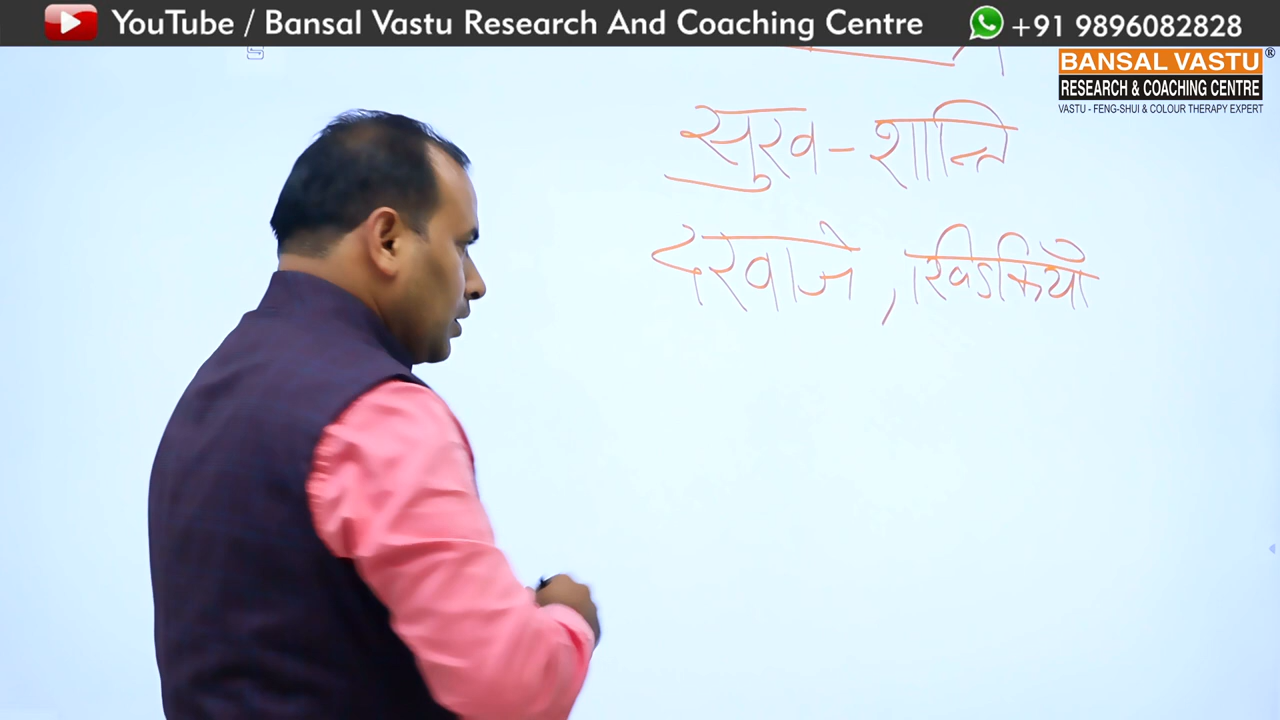 YouTube / Bansal Vastu Research And Coaching Centre +91 9896082828
BANSAL VASTU®
RESEARCH & COACHING CENTRE
VASTU - FENG-SHUI & COLOUR THERAPY EXPERT
सुख - शान्ति
दरवाजे , खिडकियाँ